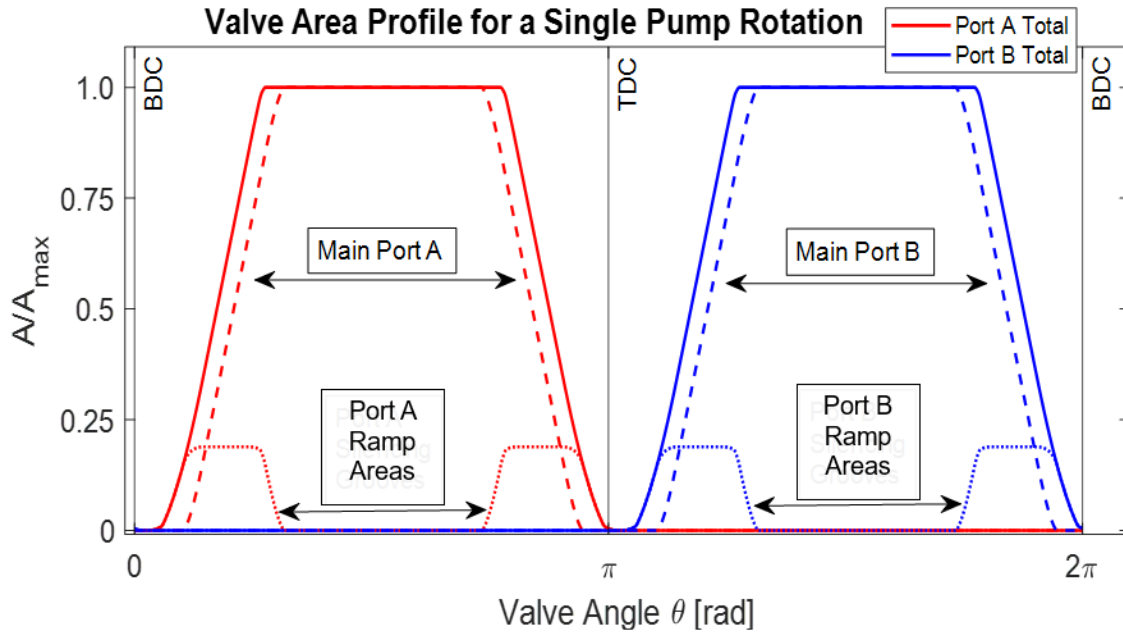 Valve Area Profile for a Single Pump Rotation
Port A Total
Port B Total
BDC
TDC
BDC
1.0
0.75
0.5
0.25
0
A/A_max
Main Port A
Main Port B
Port A
Ramp
Areas
Port B
Ramp
Areas
0
π
2π
Valve Angle θ [rad]